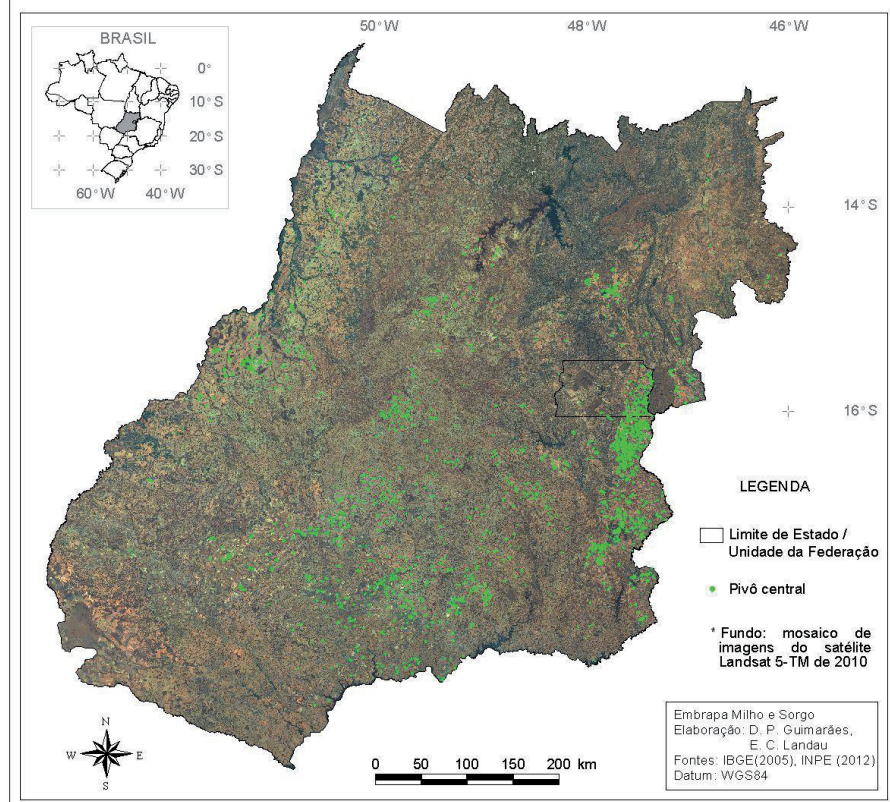 BRASIL
0°
10°S
20°S
30°S
60°W 40°W
50°W 48°W 46°W
14°S
16°S
LEGENDA
Limite de Estado /
Unidade da Federação
Pivô central
* Fundo: mosaico de
imagens do satélite
Landsat 5-TM de 2010
N
W E
S
0 50 100 150 200 km
Embrapa Milho e Sorgo
Elaboração: D. P. Guimarães,
E. C. Landau
Fontes: IBGE(2005), INPE (2012)
Datum: WGS84